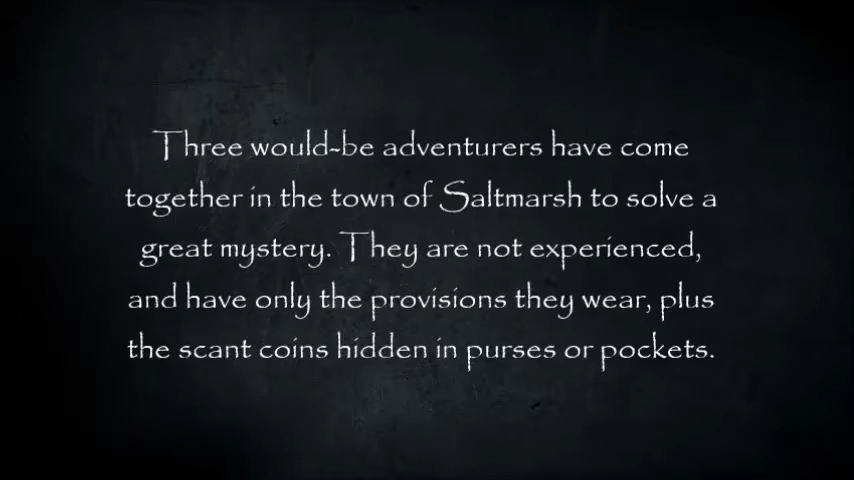 Three would-be adventurers have come
together in the town of Saltmarsh to solve a
great mystery. They are not experienced,
and have only the provisions they wear, plus
the scant coins hidden in purses or pockets.